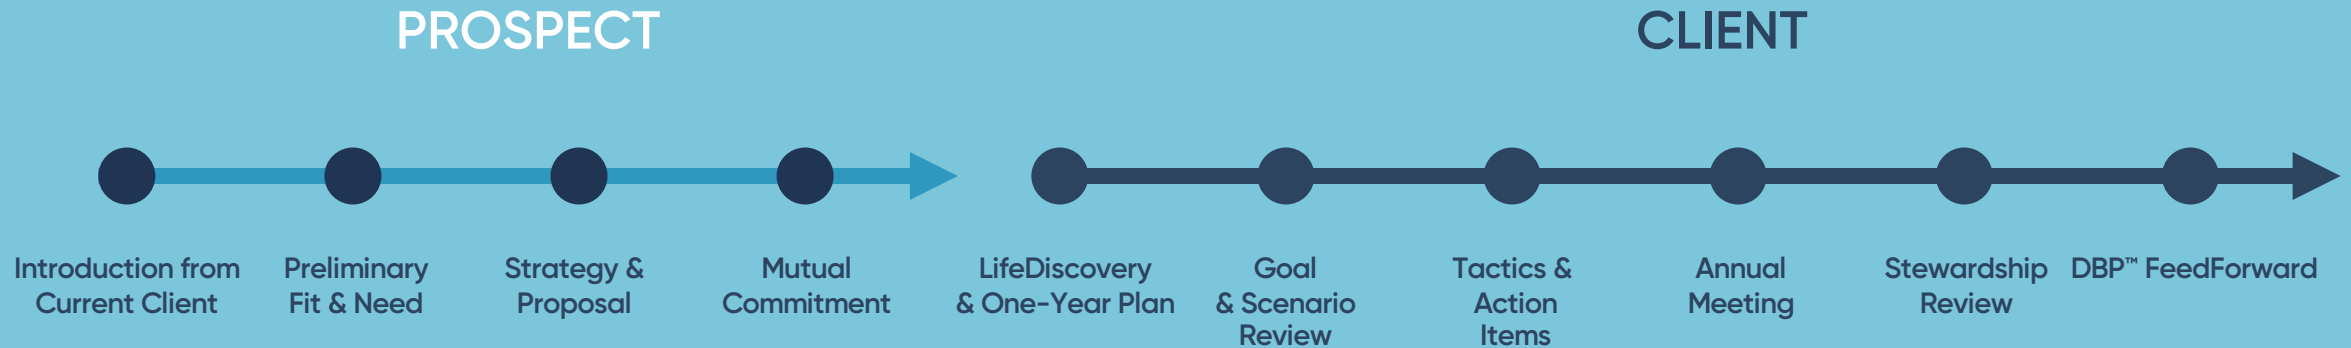 PROSPECT
CLIENT
Introduction from
Current Client
Preliminary
Fit & Need
Strategy &
Proposal
Mutual
Commitment
LifeDiscovery
& One-Year Plan
Goal
& Scenario
Review
Tactics &
Action
Items
Annual
Meeting
Stewardship
Review
DBP™ FeedForward